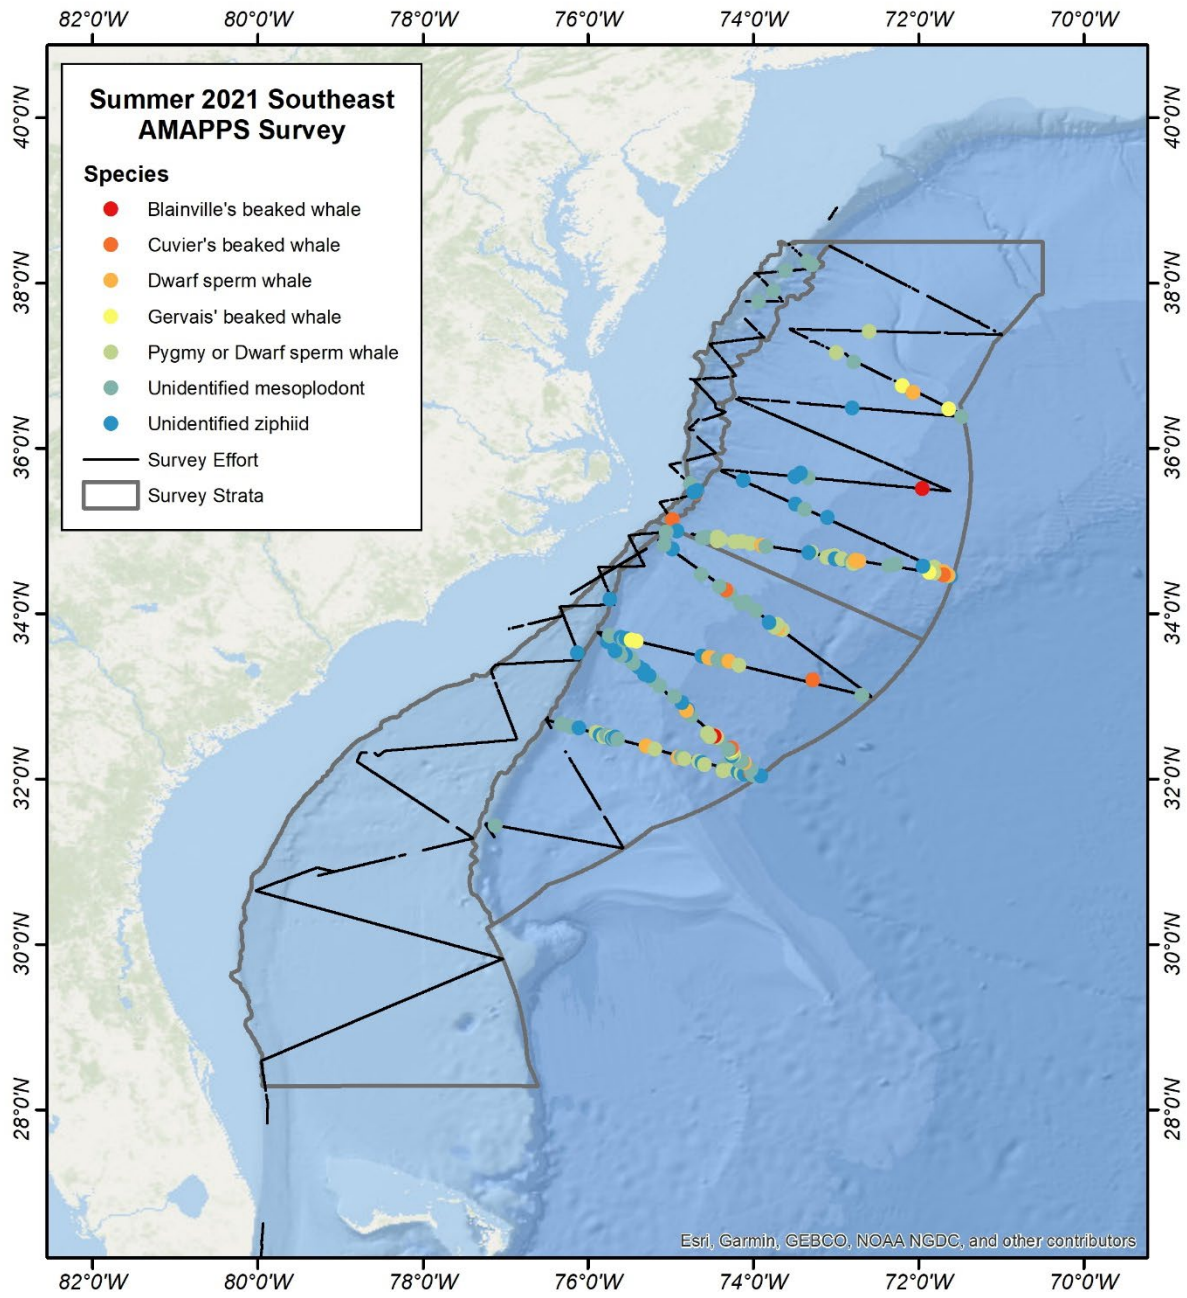 82°0'W 80°0'W 78°0'W 76°0'W 74°0'W 72°0'W 70°0'W
Summer 2021 Southeast
AMAPPS Survey
Species
Blainville's beaked whale
Cuvier's beaked whale
Dwarf sperm whale
Gervais' beaked whale
Pygmy or Dwarf sperm whale
Unidentified mesoplodont
Unidentified ziphiid
Survey Effort
Survey Strata
40°0'N
38°0'N
36°0'N
34°0'N
32°0'N
30°0'N
28°0'N
40°0'N
38°0'N
36°0'N
34°0'N
32°0'N
30°0'N
28°0'N
Esri, Garmin, GEBCO, NOAA NGDC, and other contributors
82°0'W 80°0'W 78°0'W 76°0'W 74°0'W 72°0'W 70°0'W